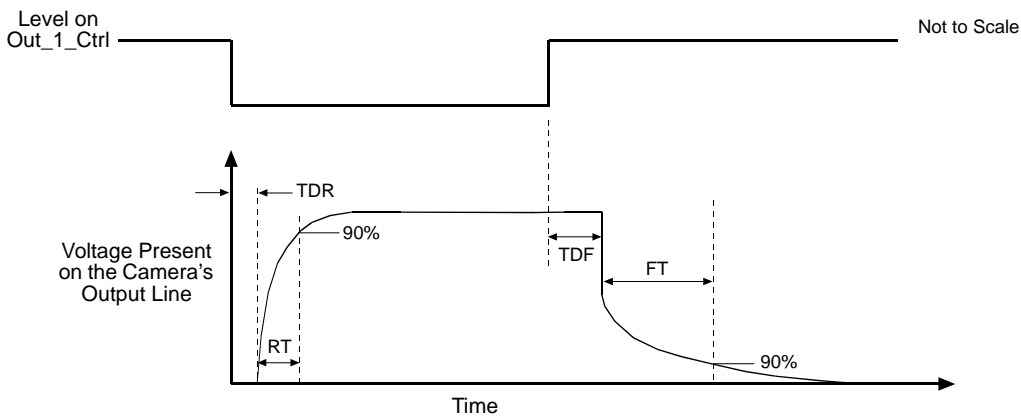 Level on
Out_1_Ctrl
Not to Scale
TDR
90%
Voltage Present
on the Camera's
Output Line
TDF
FT
RT
90%
Time